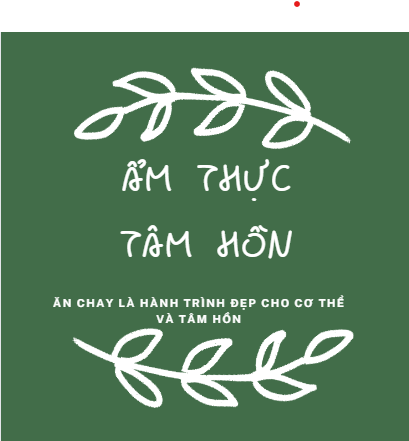 ẨM THỰC
TÂM HỒN
ĂN CHAY LÀ HÀNH TRÌNH ĐẸP CHO CƠ THỂ
VÀ TÂM HỒN